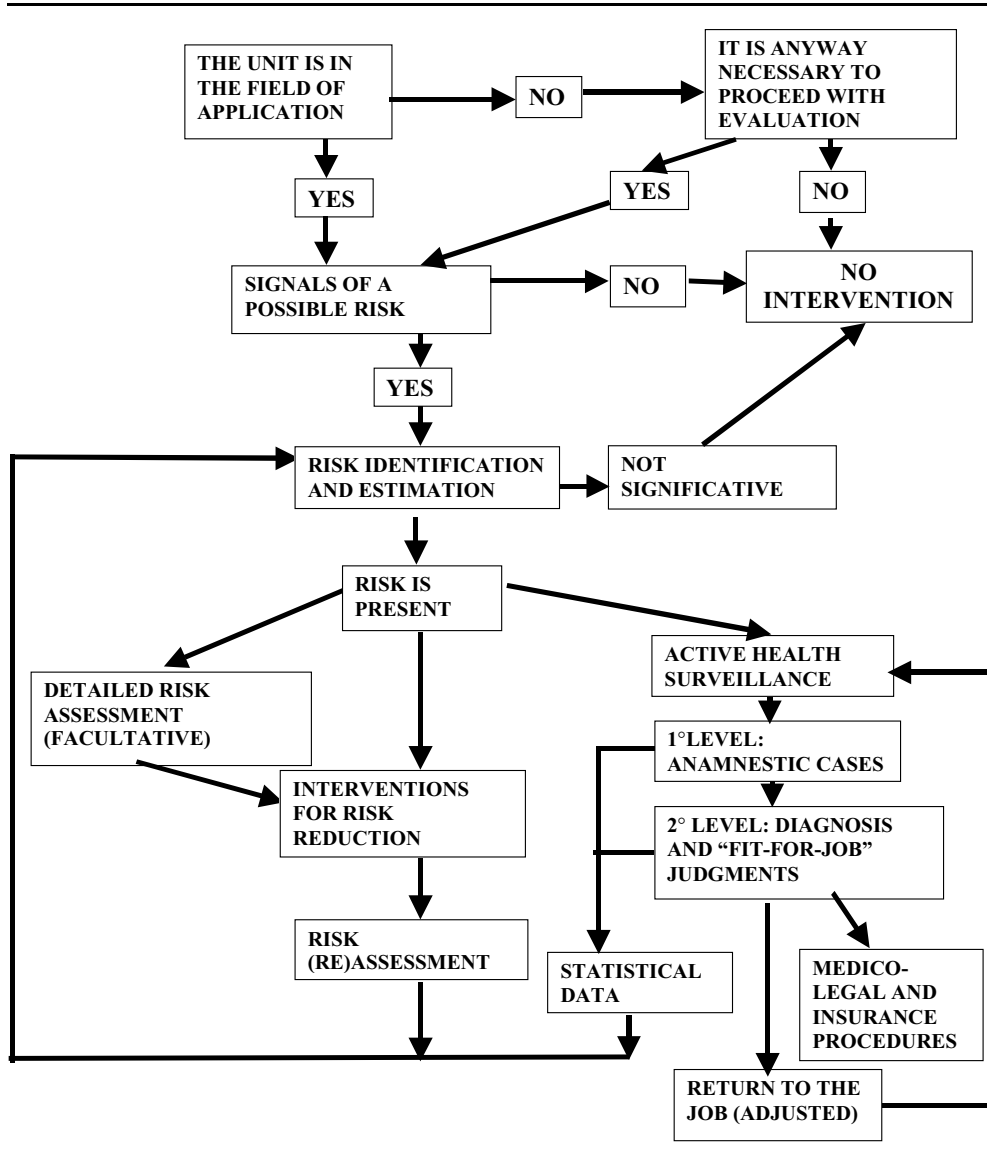 THE UNIT IS IN
THE FIELD OF
APPLICATION
NO
IT IS ANYWAY
NECESSARY TO
PROCEED WITH
EVALUATION
YES
YES
NO
SIGNALS OF A
POSSIBLE RISK
NO
NO
INTERVENTION
YES
RISK IDENTIFICATION
AND ESTIMATION
NOT
SIGNIFICATIVE
RISK IS
PRESENT
ACTIVE HEALTH
SURVEILLANCE
DETAILED RISK
ASSESSMENT
(FACULTATIVE)
1°LEVEL:
ANAMNESTIC CASES
INTERVENTIONS
FOR RISK
REDUCTION
2° LEVEL: DIAGNOSIS
AND “FIT-FOR-JOB”
JUDGMENTS
RISK
(RE)ASSESSMENT
STATISTICAL
DATA
MEDICO-
LEGAL AND
INSURANCE
PROCEDURES
RETURN TO THE
JOB (ADJUSTED)